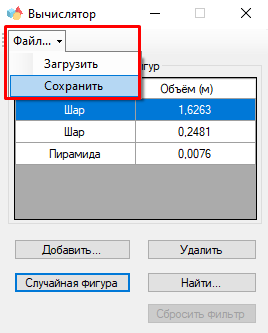 Вычислятор
Файл...
Загрузить
Сохранить
гур
Объём (м)
Шар 1,6263
Шар 0,2481
Пирамида 0,0076
Добавить... Удалить
Случайная фигура Найти...
Сбросить фильтр